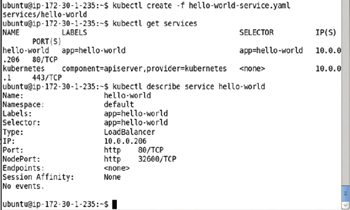 ubuntu@ip-172-30-1-235:~$ kubectl create -f hello-world-service.yaml
services/hello-world
ubuntu@ip-172-30-1-235:~$ kubectl get services
NAME LABELS SELECTOR IP(S)
PORT(S)
hello-world app=hello-world app=hello-world 10.0.0
.206 80/TCP
kubernetes component=apiserver,provider=kubernetes <none> 10.0.0
.1 443/TCP
ubuntu@ip-172-30-1-235:~$ kubectl describe service hello-world
Name: hello-world
Namespace: default
Labels: app=hello-world
Selector: app=hello-world
Type: LoadBalancer
IP: 10.0.0.206
Port: http 80/TCP
NodePort: http 32600/TCP
Endpoints: <none>
Session Affinity: None
No events.
ubuntu@ip-172-30-1-235:~$